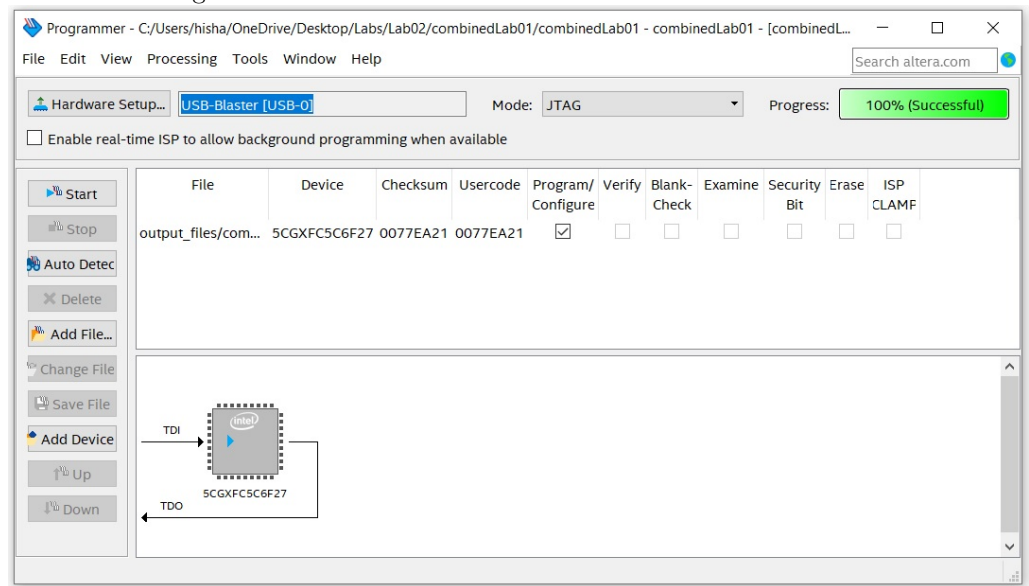 Programmer - C:/Users/hisha/OneDrive/Desktop/Labs/Lab02/combinedLab01/combinedLab01 - combinedLab01 - [combinedL...
File Edit View Processing Tools Window Help
Search altera.com
Hardware Setup... USB-Blaster [USB-0] Mode: JTAG Progress: 100% (Successful)
Enable real-time ISP to allow background programming when available
Start
Stop
Auto Detec
Delete
Add File...
Change File
Save File
Add Device
Up
Down
File Device Checksum Usercode Program/ Verify Blank- Examine Security Erase ISP
Configure Check Bit CLAMP
output_files/com... 5CGXFC5C6F27 0077EA21 0077EA21
intel
TDI
5CGXFC5C6F27
TDO